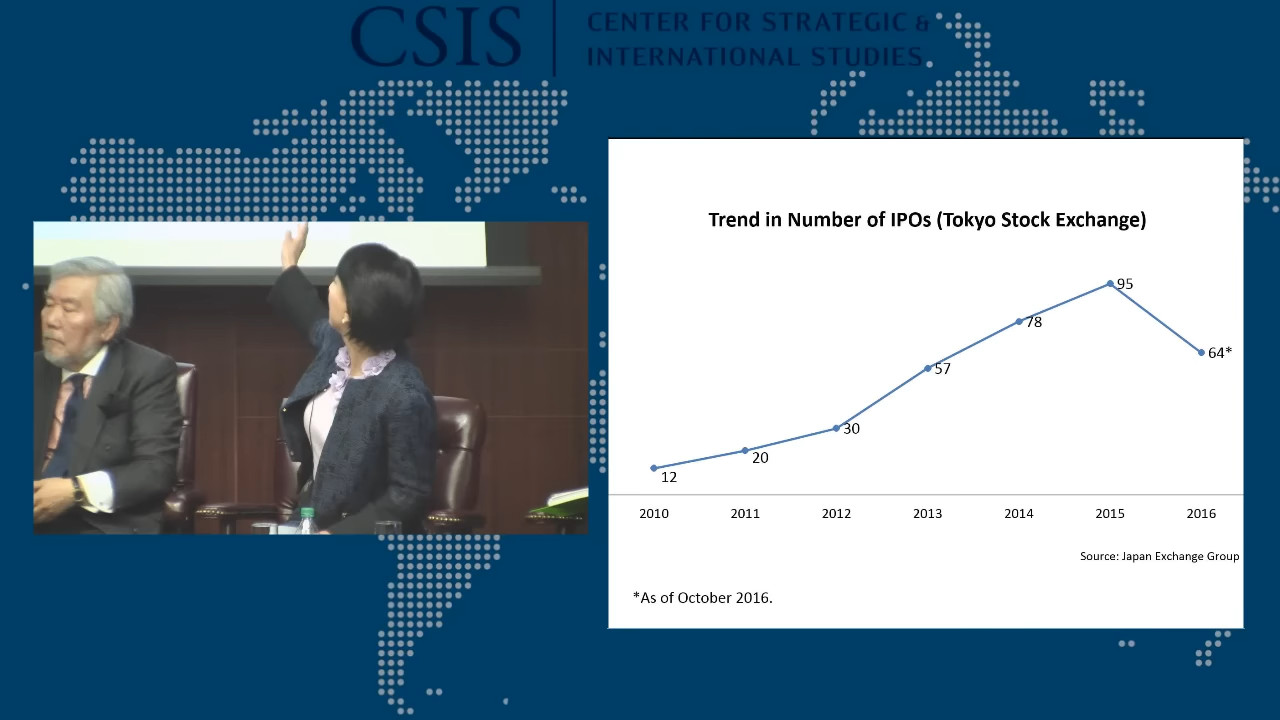 CSIS
CENTER FOR STRATEGIC &
INTERNATIONAL STUDIES
Trend in Number of IPOs (Tokyo Stock Exchange)
95
78
64*
57
30
20
12
2010 2011 2012 2013 2014 2015 2016
Source: Japan Exchange Group
*As of October 2016.